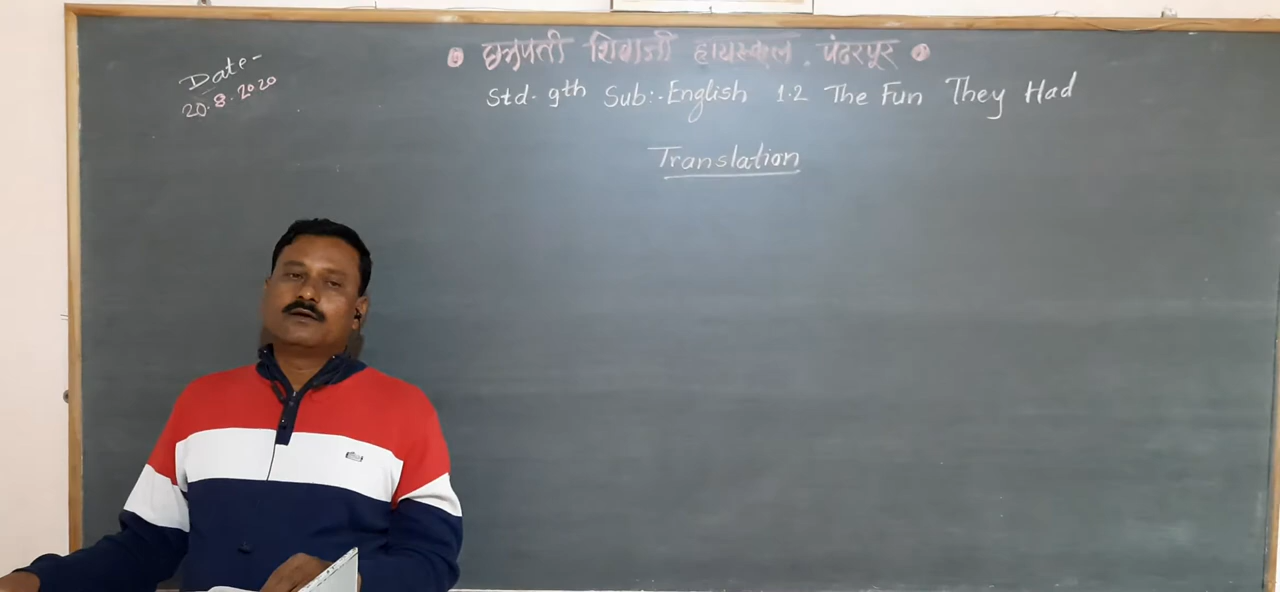 छत्रपती शिवाजी हायस्कूल. पंढरपूर
Date-
20.8.2020
Std. 9th Sub:- English 1.2 The Fun They Had
Translation